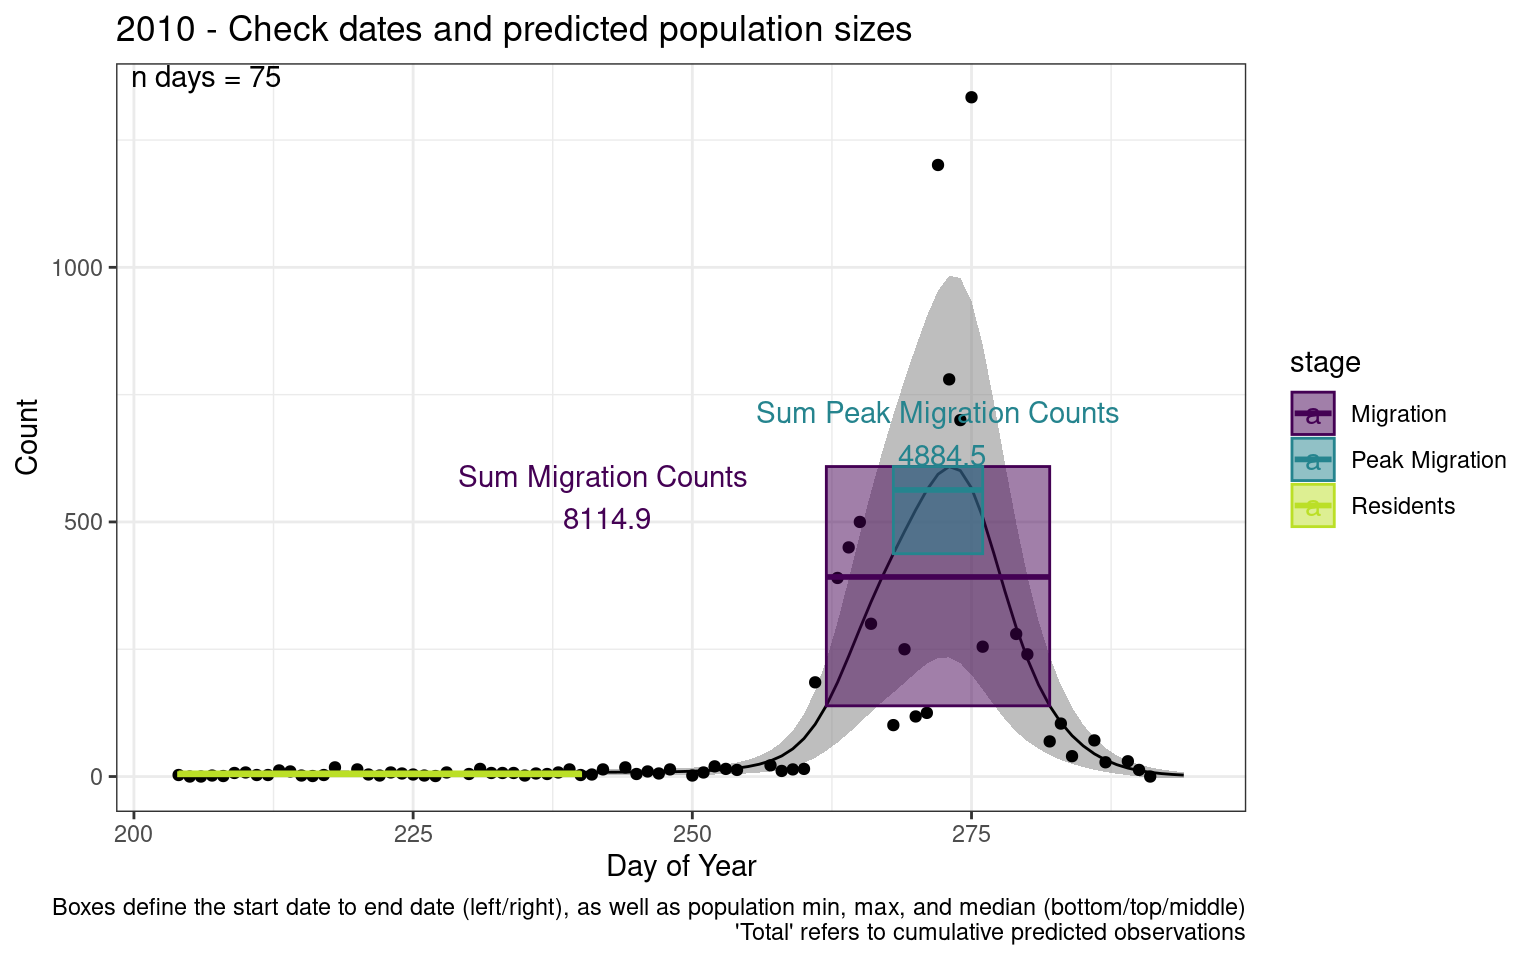 2010 - Check dates and predicted population sizes
n days = 75
Count
1000
500
0
Sum Peak Migration Counts
4884.5
Sum Migration Counts
8114.9
200
225
250
275
Day of Year
stage
a Migration
a Peak Migration
a Residents
Boxes define the start date to end date (left/right), as well as population min, max, and median (bottom/top/middle)
'Total' refers to cumulative predicted observations